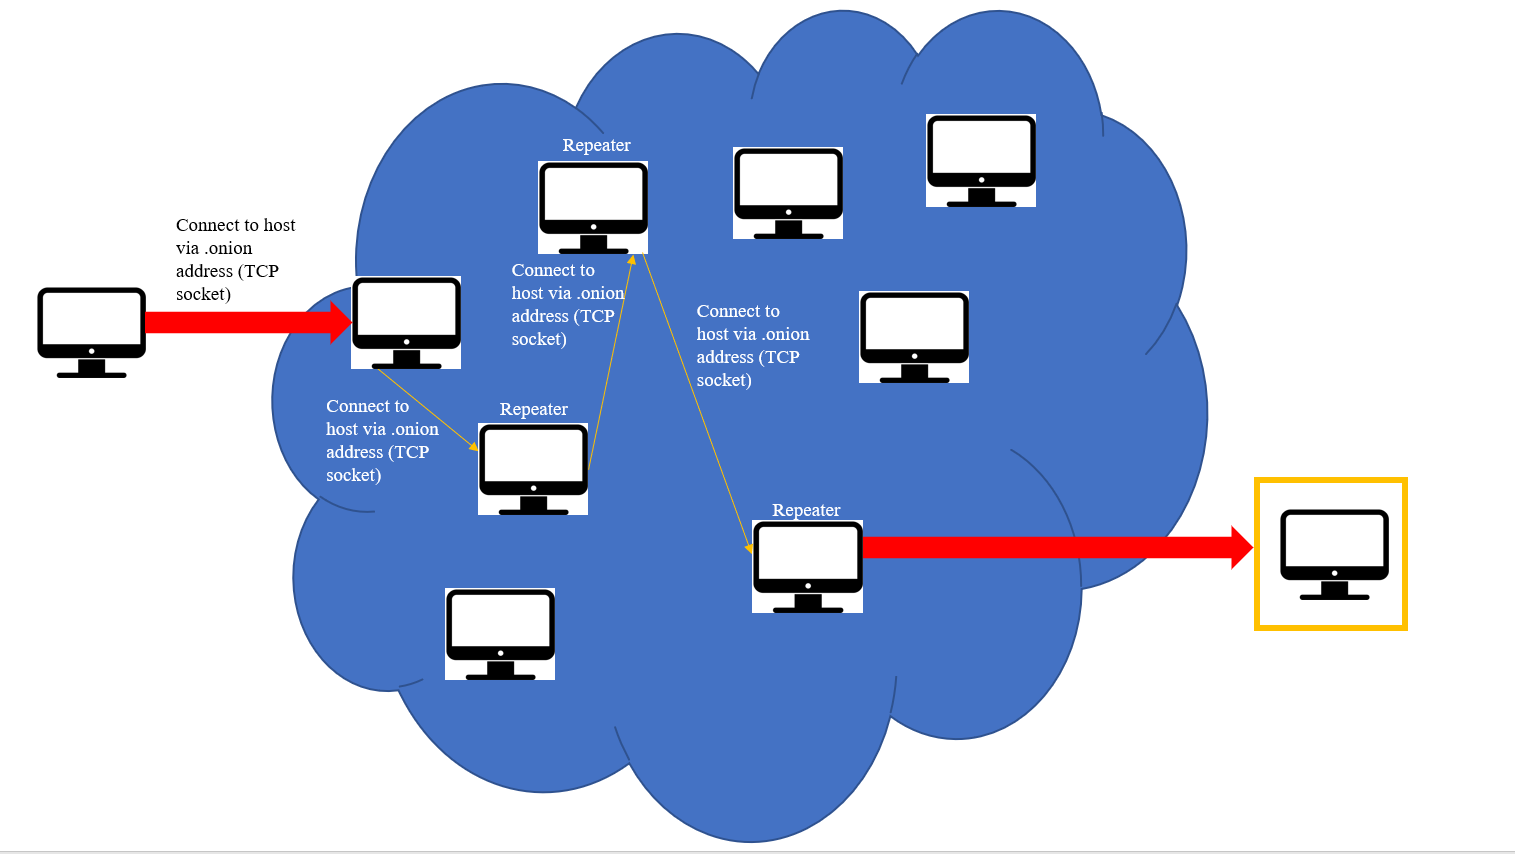 Repeater
Connect to host
via .onion
address (TCP
socket)
Connect to
host via .onion
address (TCP
socket)
Connect to
host via .onion
address (TCP
socket)
Connect to
host via .onion
address (TCP
socket)
Repeater
Repeater